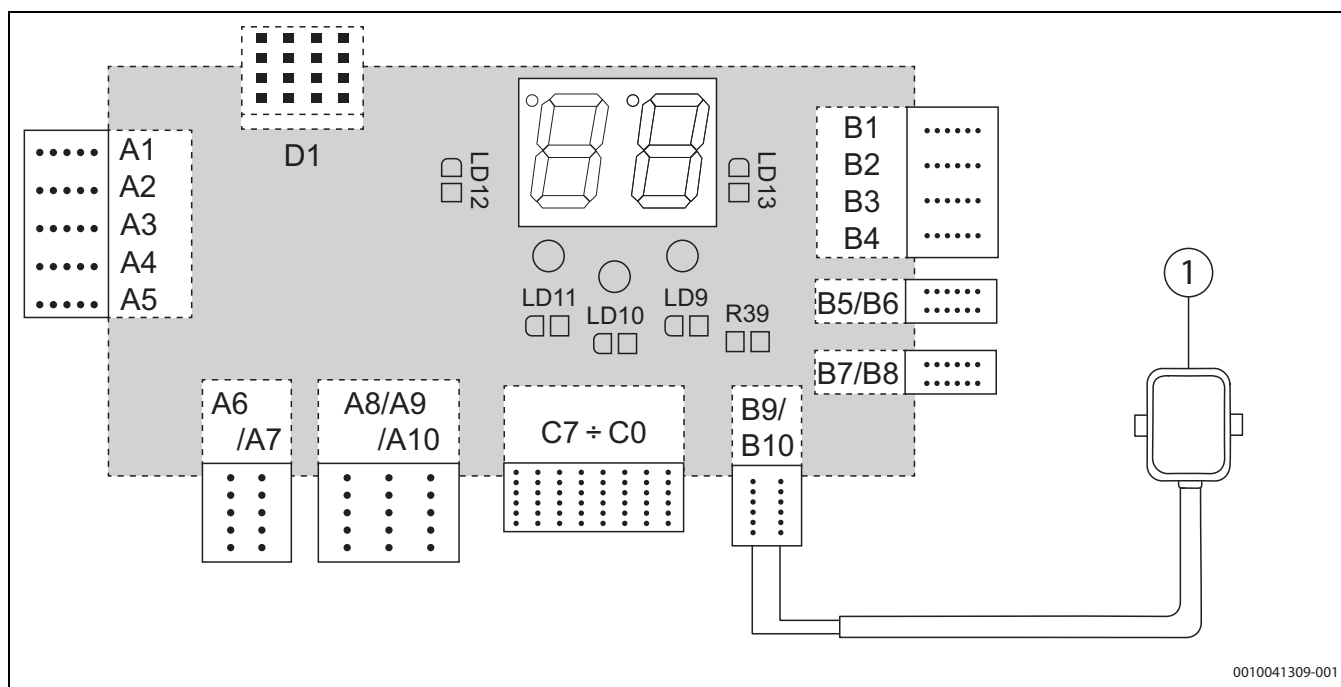 D1
A1
A2
A3
A4
A5
LD12
LD13
B1
B2
B3
B4
1
LD11
LD10
LD9
R39
B5/B6
B7/B8
A6
/A7
A8/A9
/A10
C7 ÷ C0
B9/
B10
0010041309-001